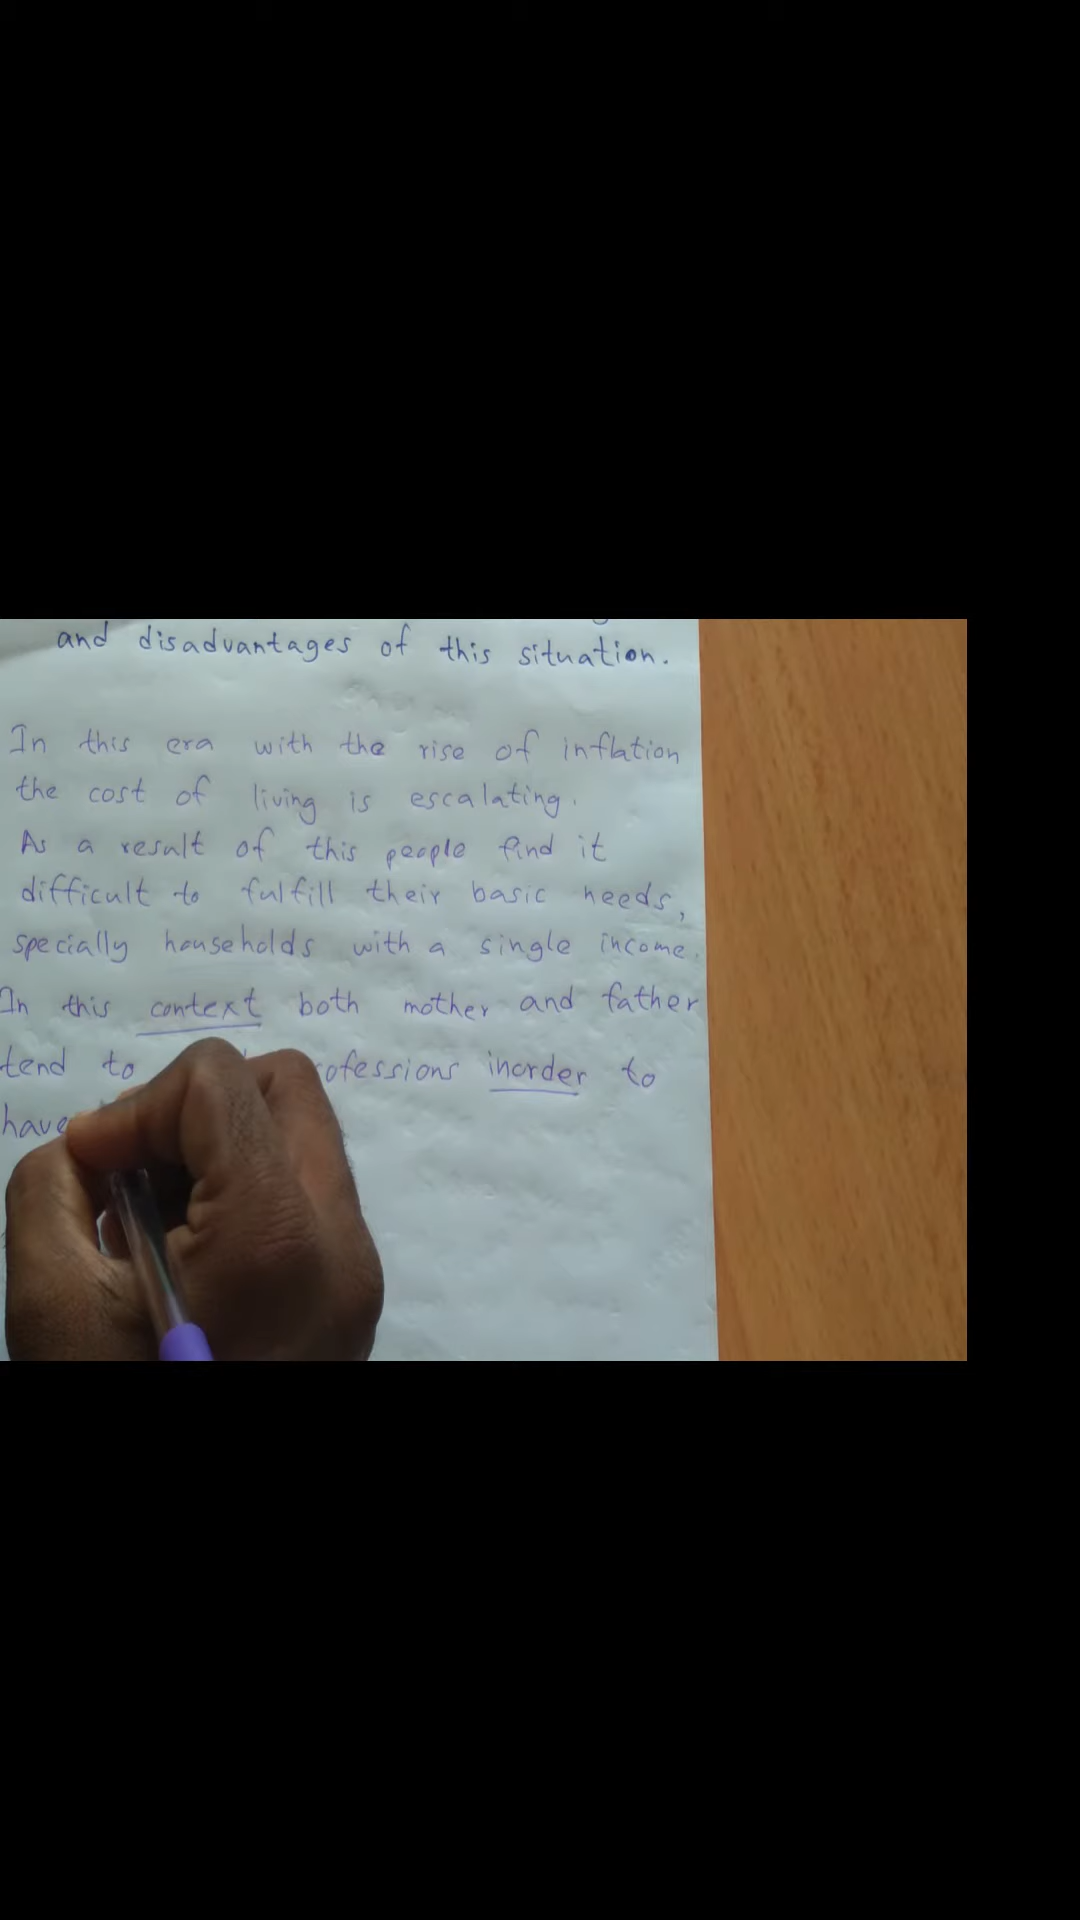 and disadvantages of this situation.
In this era with the rise of inflation
the cost of living is escalating.
As a result of this people find it
difficult to fulfill their basic needs,
specially households with a single income.
In this context both mother and father
tend to inorder to
have